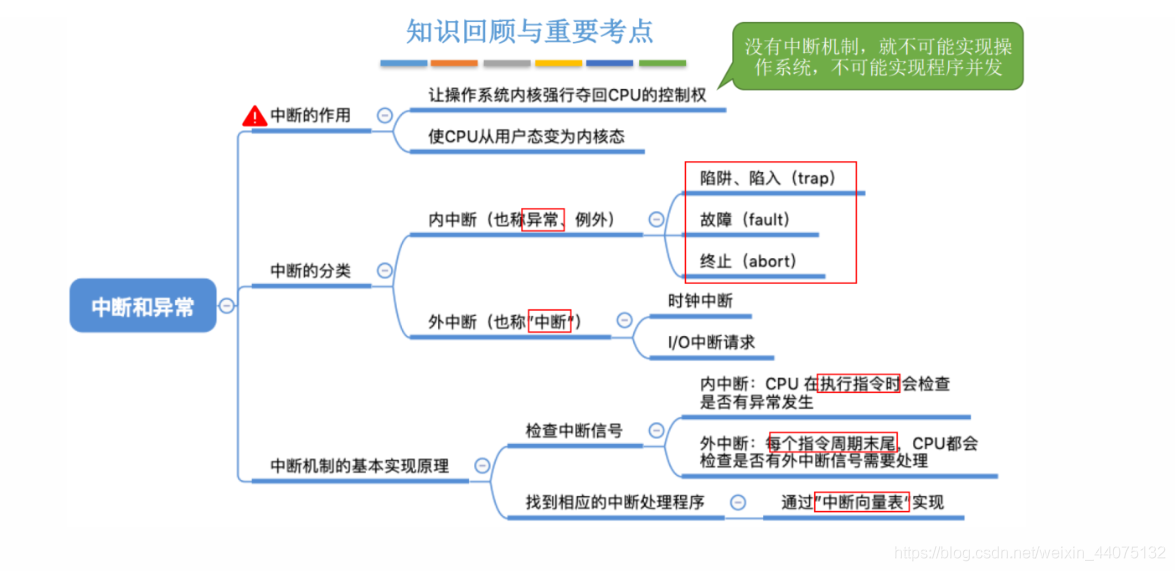 知识回顾与重要考点
没有中断机制，就不可能实现操
作系统，不可能实现程序并发
中断和异常
中断的作用
让操作系统内核强行夺回CPU的控制权
使CPU从用户态变为内核态
中断的分类
内中断（也称异常、例外）
陷阱、陷入（trap）
故障（fault）
终止（abort）
外中断（也称"中断"）
时钟中断
I/O中断请求
中断机制的基本实现原理
检查中断信号
内中断：CPU 在执行指令时会检查
是否有异常发生
外中断：每个指令周期末尾，CPU都会
检查是否有外中断信号需要处理
找到相应的中断处理程序
通过"中断向量表"实现
https://blog.csdn.net/weixin_44075132